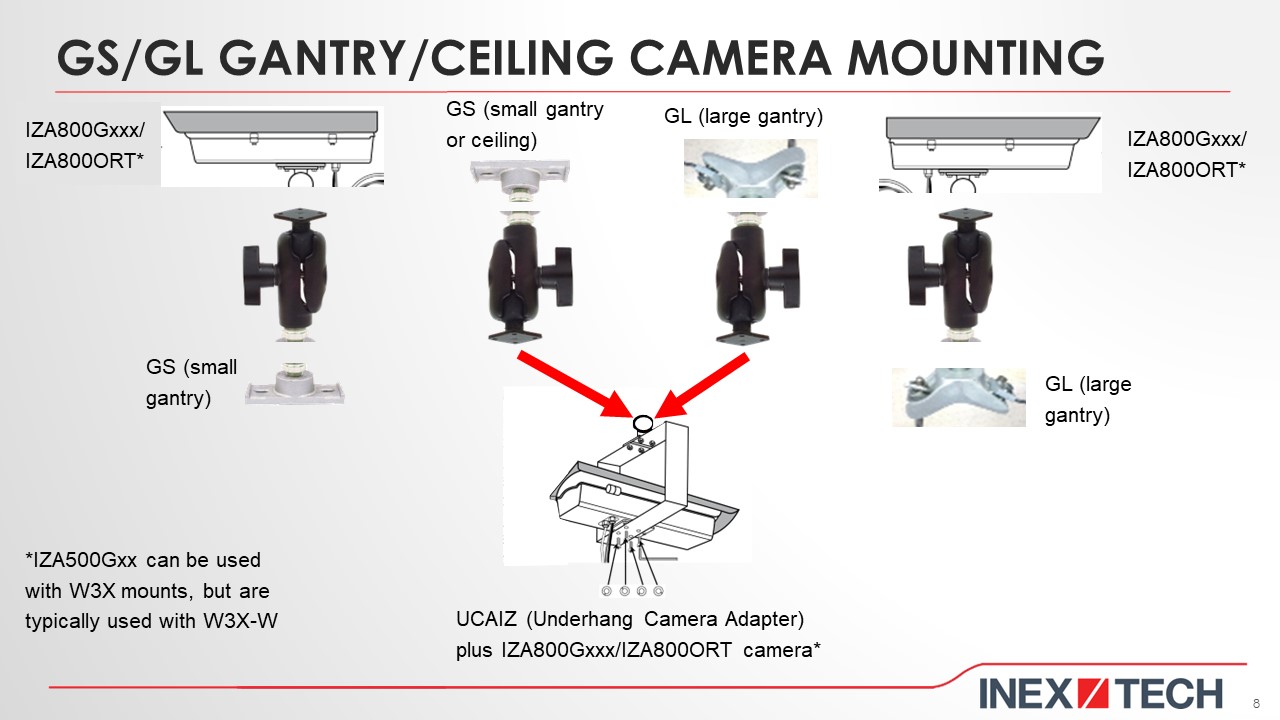 GS/GL GANTRY/CEILING CAMERA MOUNTING
IZA800Gxxx/
IZA800ORT*
GS (small gantry
or ceiling)
GL (large gantry)
IZA800Gxxx/
IZA800ORT*
GS (small
gantry)
GL (large
gantry)
*IZA500Gxx can be used
with W3X mounts, but are
typically used with W3X-W
UCAIZ (Underhang Camera Adapter)
plus IZA800Gxxx/IZA800ORT camera*
INEX TECH
8